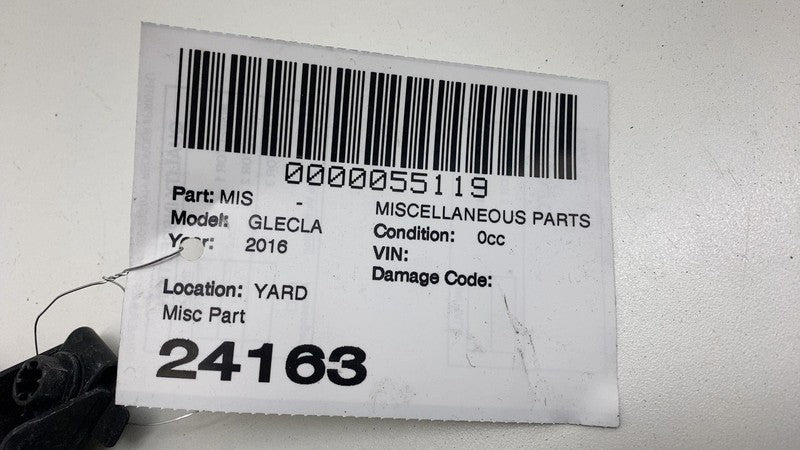 0000055119
Part: MIS - MISCELLANEOUS PARTS
Model: GLECLA Condition: 0cc
Year: 2016 VIN:
Damage Code:
Location: YARD
Misc Part
24163